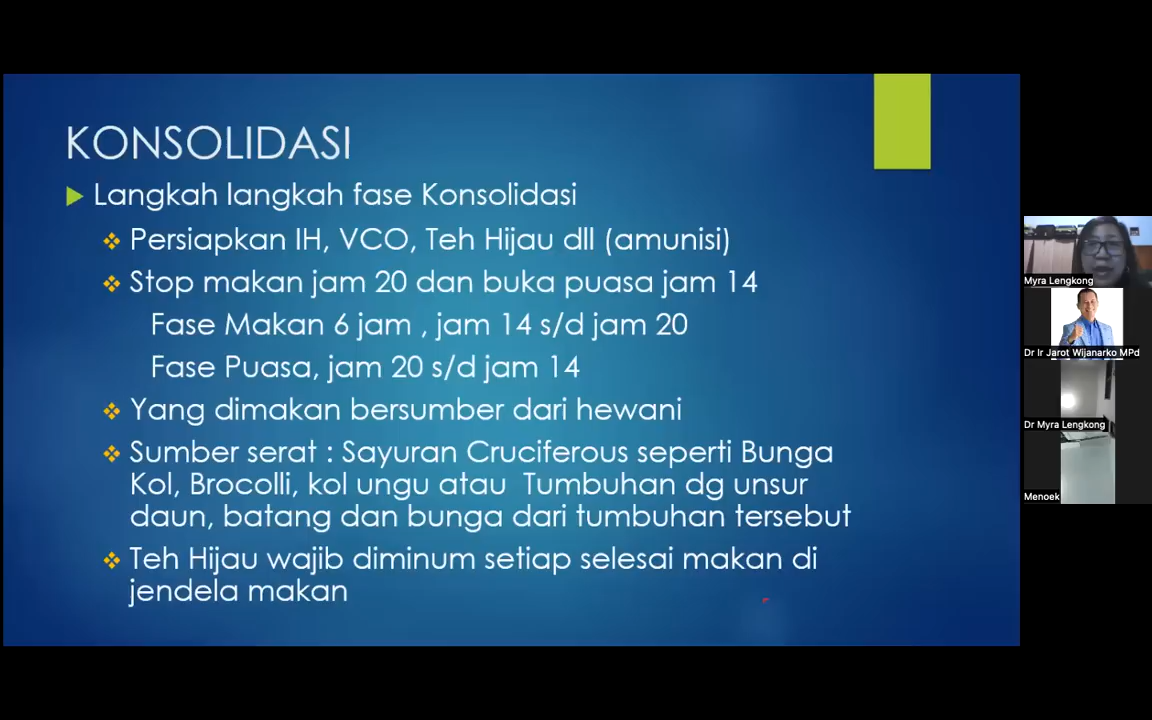 KONSOLIDASI
Langkah langkah fase Konsolidasi
Persiapkan IH, VCO, Teh Hijau dll (amunisi)
Stop makan jam 20 dan buka puasa jam 14
Fase Makan 6 jam , jam 14 s/d jam 20
Fase Puasa, jam 20 s/d jam 14
Yang dimakan bersumber dari hewani
Sumber serat : Sayuran Cruciferous seperti Bunga
Kol, Brocolli, kol ungu atau Tumbuhan dg unsur
daun, batang dan bunga dari tumbuhan tersebut
Teh Hijau wajib diminum setiap selesai makan di
jendela makan
Myra Lengkong
Dr Ir Jarot Wijanarko MPd
Dr Myra Lengkong
Menoek